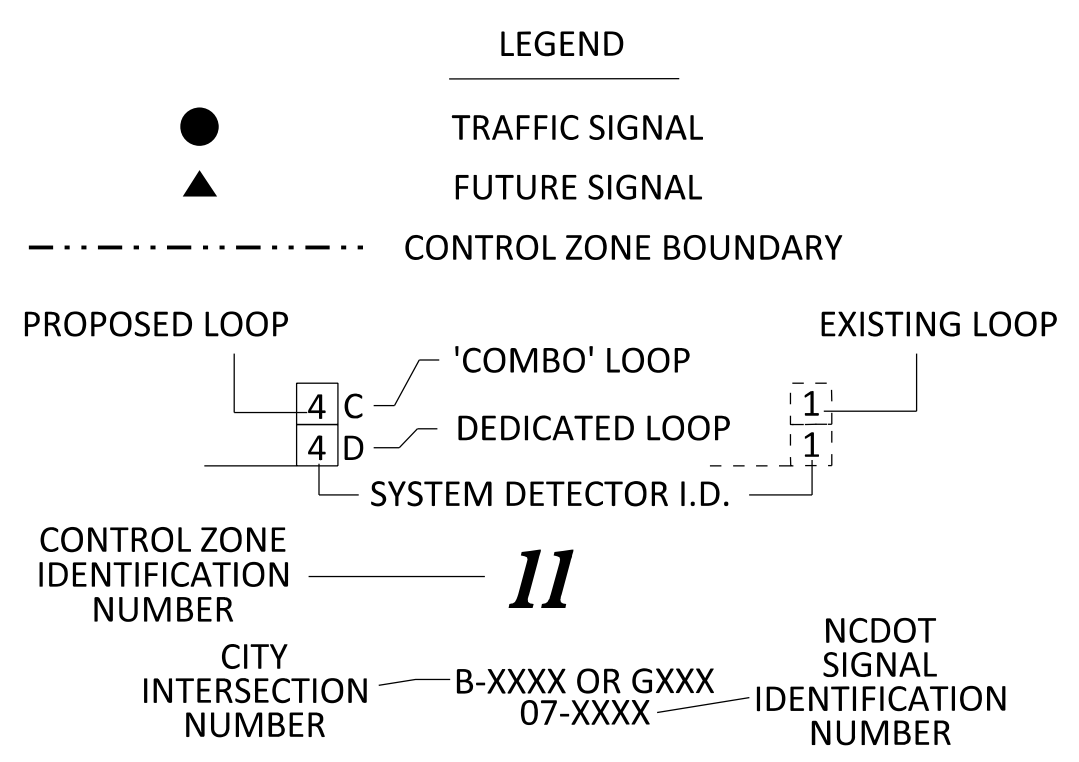 LEGEND
TRAFFIC SIGNAL
FUTURE SIGNAL
CONTROL ZONE BOUNDARY
PROPOSED LOOP
EXISTING LOOP
'COMBO' LOOP
4 C
1
DEDICATED LOOP
4 D
1
SYSTEM DETECTOR I.D.
CONTROL ZONE
IDENTIFICATION
NUMBER
11
CITY
INTERSECTION
NUMBER
B-XXXX OR GXXX
07-XXXX
NCDOT
SIGNAL
IDENTIFICATION
NUMBER